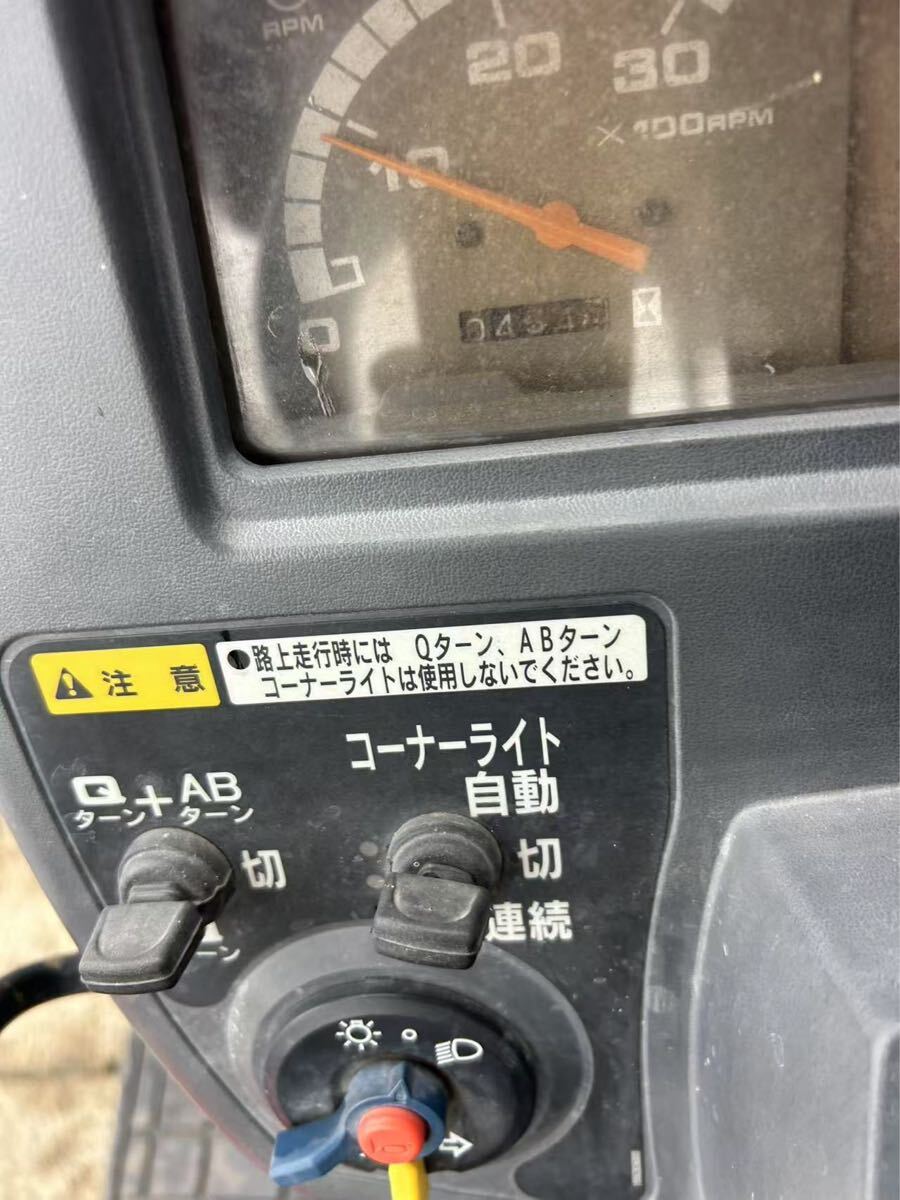 RPM
20
30
×100RPM
10
0
注 意
●路上走行時には Qターン、ABターン
コーナーライトは使用しないでください。
コーナーライト
自動
Q+AB
ターン ターン
切
切
連続
ーン